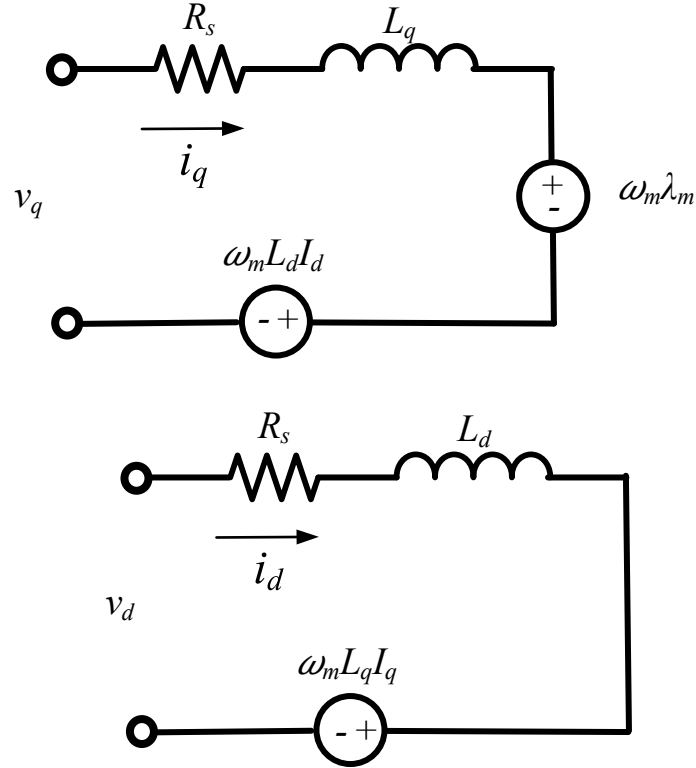 R_s
L_q
i_q
v_q
+
-
ω_mλ_m
ω_mL_dI_d
- +
R_s
L_d
i_d
v_d
ω_mL_qI_q
- +